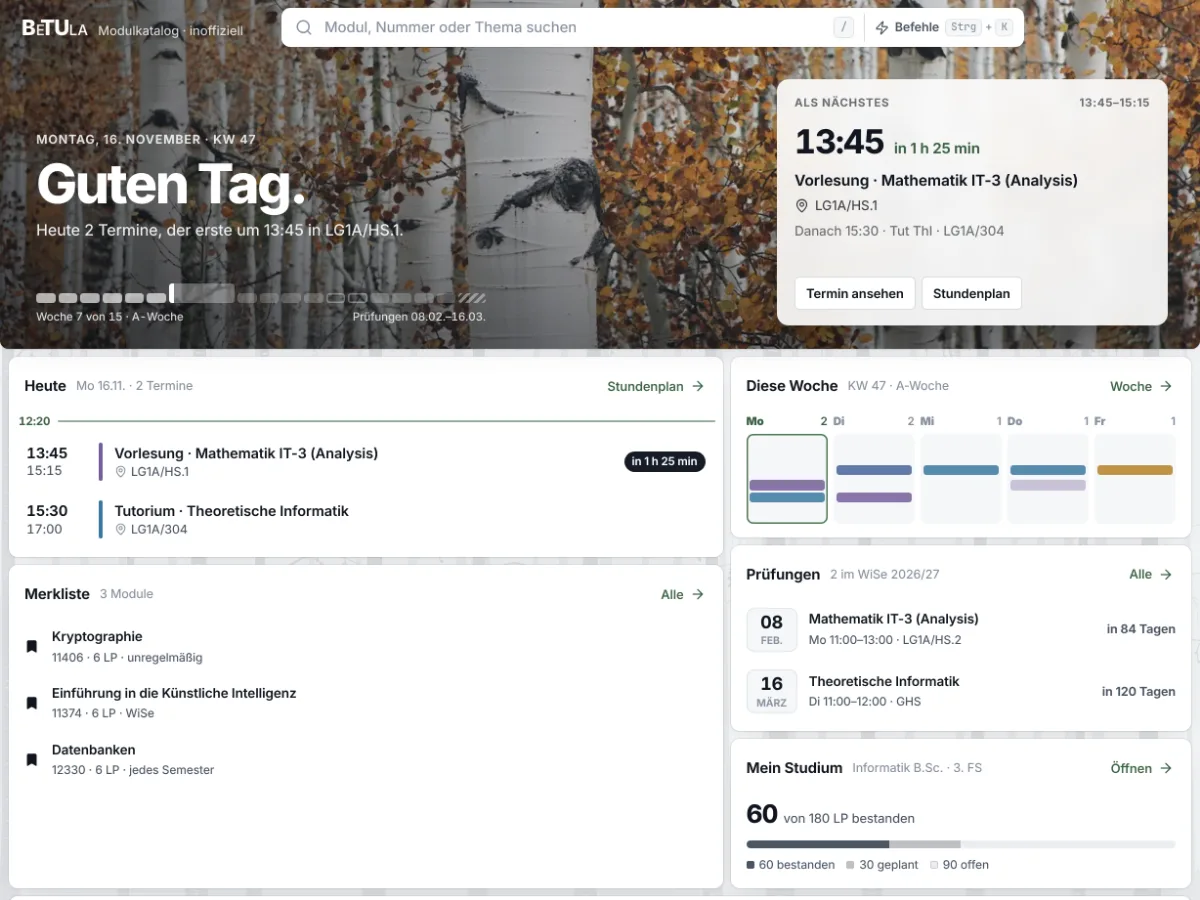 BETULA Modulkatalog · inoffiziell
Modul, Nummer oder Thema suchen / Befehle Strg + K
MONTAG, 16. NOVEMBER · KW 47
Guten Tag.
Heute 2 Termine, der erste um 13:45 in LG1A/HS.1.
Woche 7 von 15 · A-Woche Prüfungen 08.02.–16.03.
ALS NÄCHSTES 13:45–15:15
13:45 in 1 h 25 min
Vorlesung · Mathematik IT-3 (Analysis)
LG1A/HS.1
Danach 15:30 · Tut ThI · LG1A/304
Termin ansehen Stundenplan
Heute Mo 16.11. · 2 Termine Stundenplan →
12:20
13:45 Vorlesung · Mathematik IT-3 (Analysis) in 1 h 25 min
15:15 LG1A/HS.1
15:30 Tutorium · Theoretische Informatik
17:00 LG1A/304
Merkliste 3 Module Alle →
Kryptographie
11406 · 6 LP · unregelmäßig
Einführung in die Künstliche Intelligenz
11374 · 6 LP · WiSe
Datenbanken
12330 · 6 LP · jedes Semester
Diese Woche KW 47 · A-Woche Woche →
Mo 2 Di 2 Mi 1 Do 1 Fr 1
Prüfungen 2 im WiSe 2026/27 Alle →
08 Mathematik IT-3 (Analysis) in 84 Tagen
FEB. Mo 11:00–13:00 · LG1A/HS.2
16 Theoretische Informatik in 120 Tagen
MÄRZ Di 11:00–12:00 · GHS
Mein Studium Informatik B.Sc. · 3. FS Öffnen →
60 von 180 LP bestanden
60 bestanden 30 geplant 90 offen